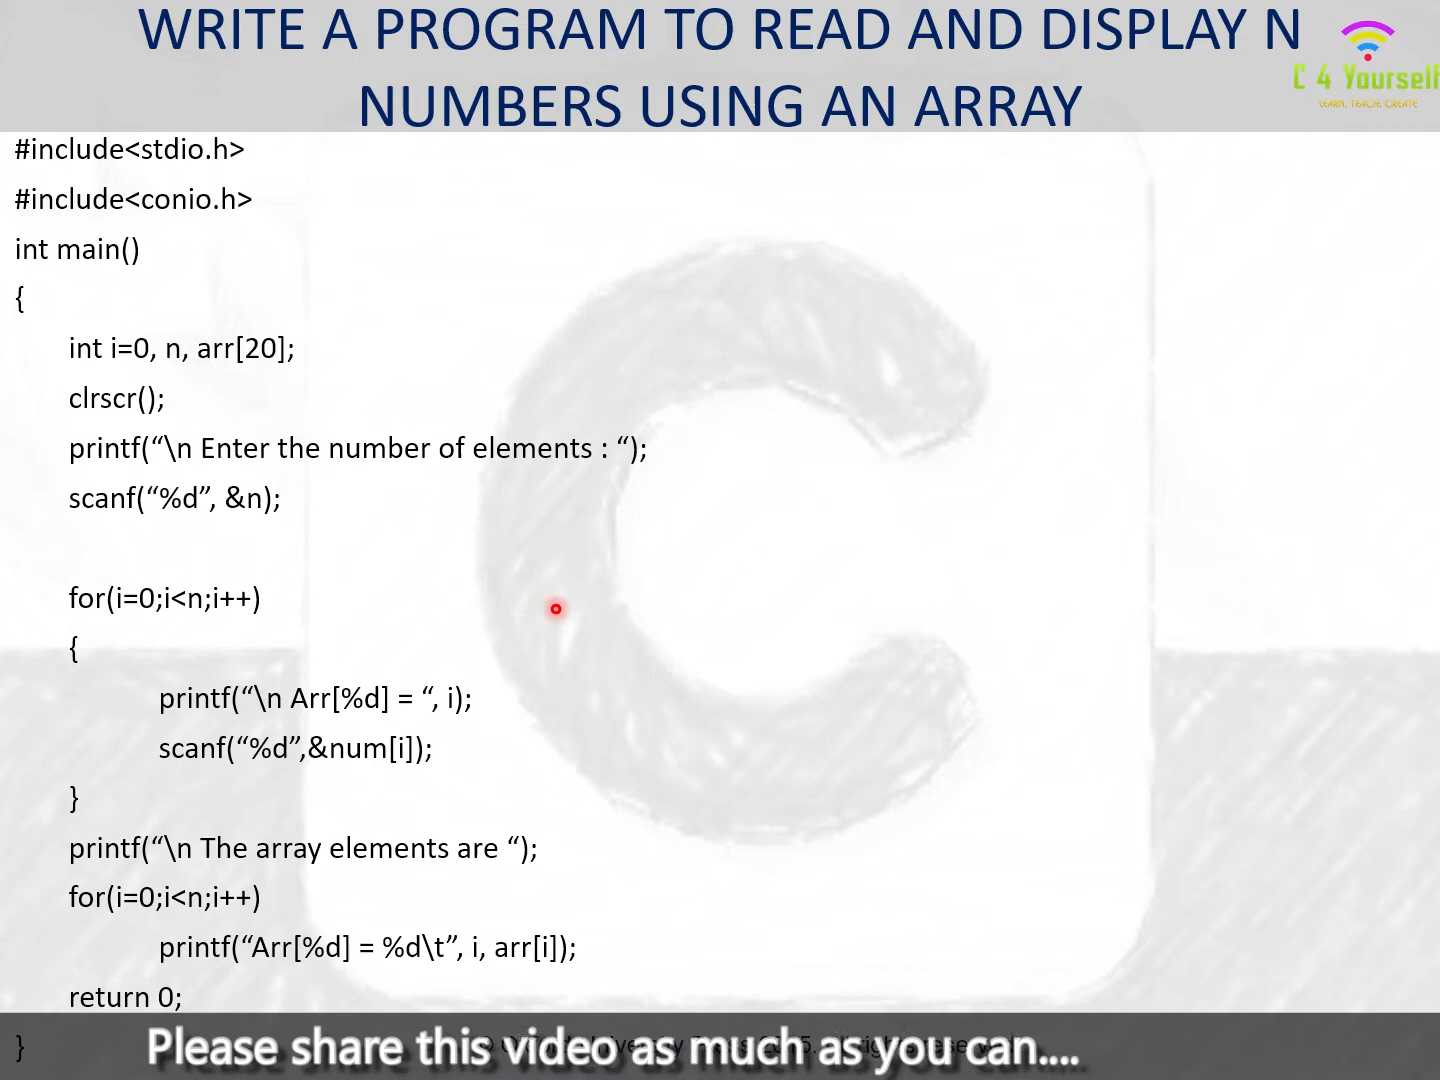 WRITE A PROGRAM TO READ AND DISPLAY N
NUMBERS USING AN ARRAY
C 4 Yourself
LEARN, TEACH, CREATE
#include<stdio.h>
#include<conio.h>
int main()
{
int i=0, n, arr[20];
clrscr();
printf(“\n Enter the number of elements : “);
scanf(“%d”, &n);
for(i=0;i<n;i++)
{
printf(“\n Arr[%d] = “, i);
scanf(“%d”,&num[i]);
}
printf(“\n The array elements are “);
for(i=0;i<n;i++)
printf(“Arr[%d] = %d\t”, i, arr[i]);
return 0;
}
Please share this video as much as you can....